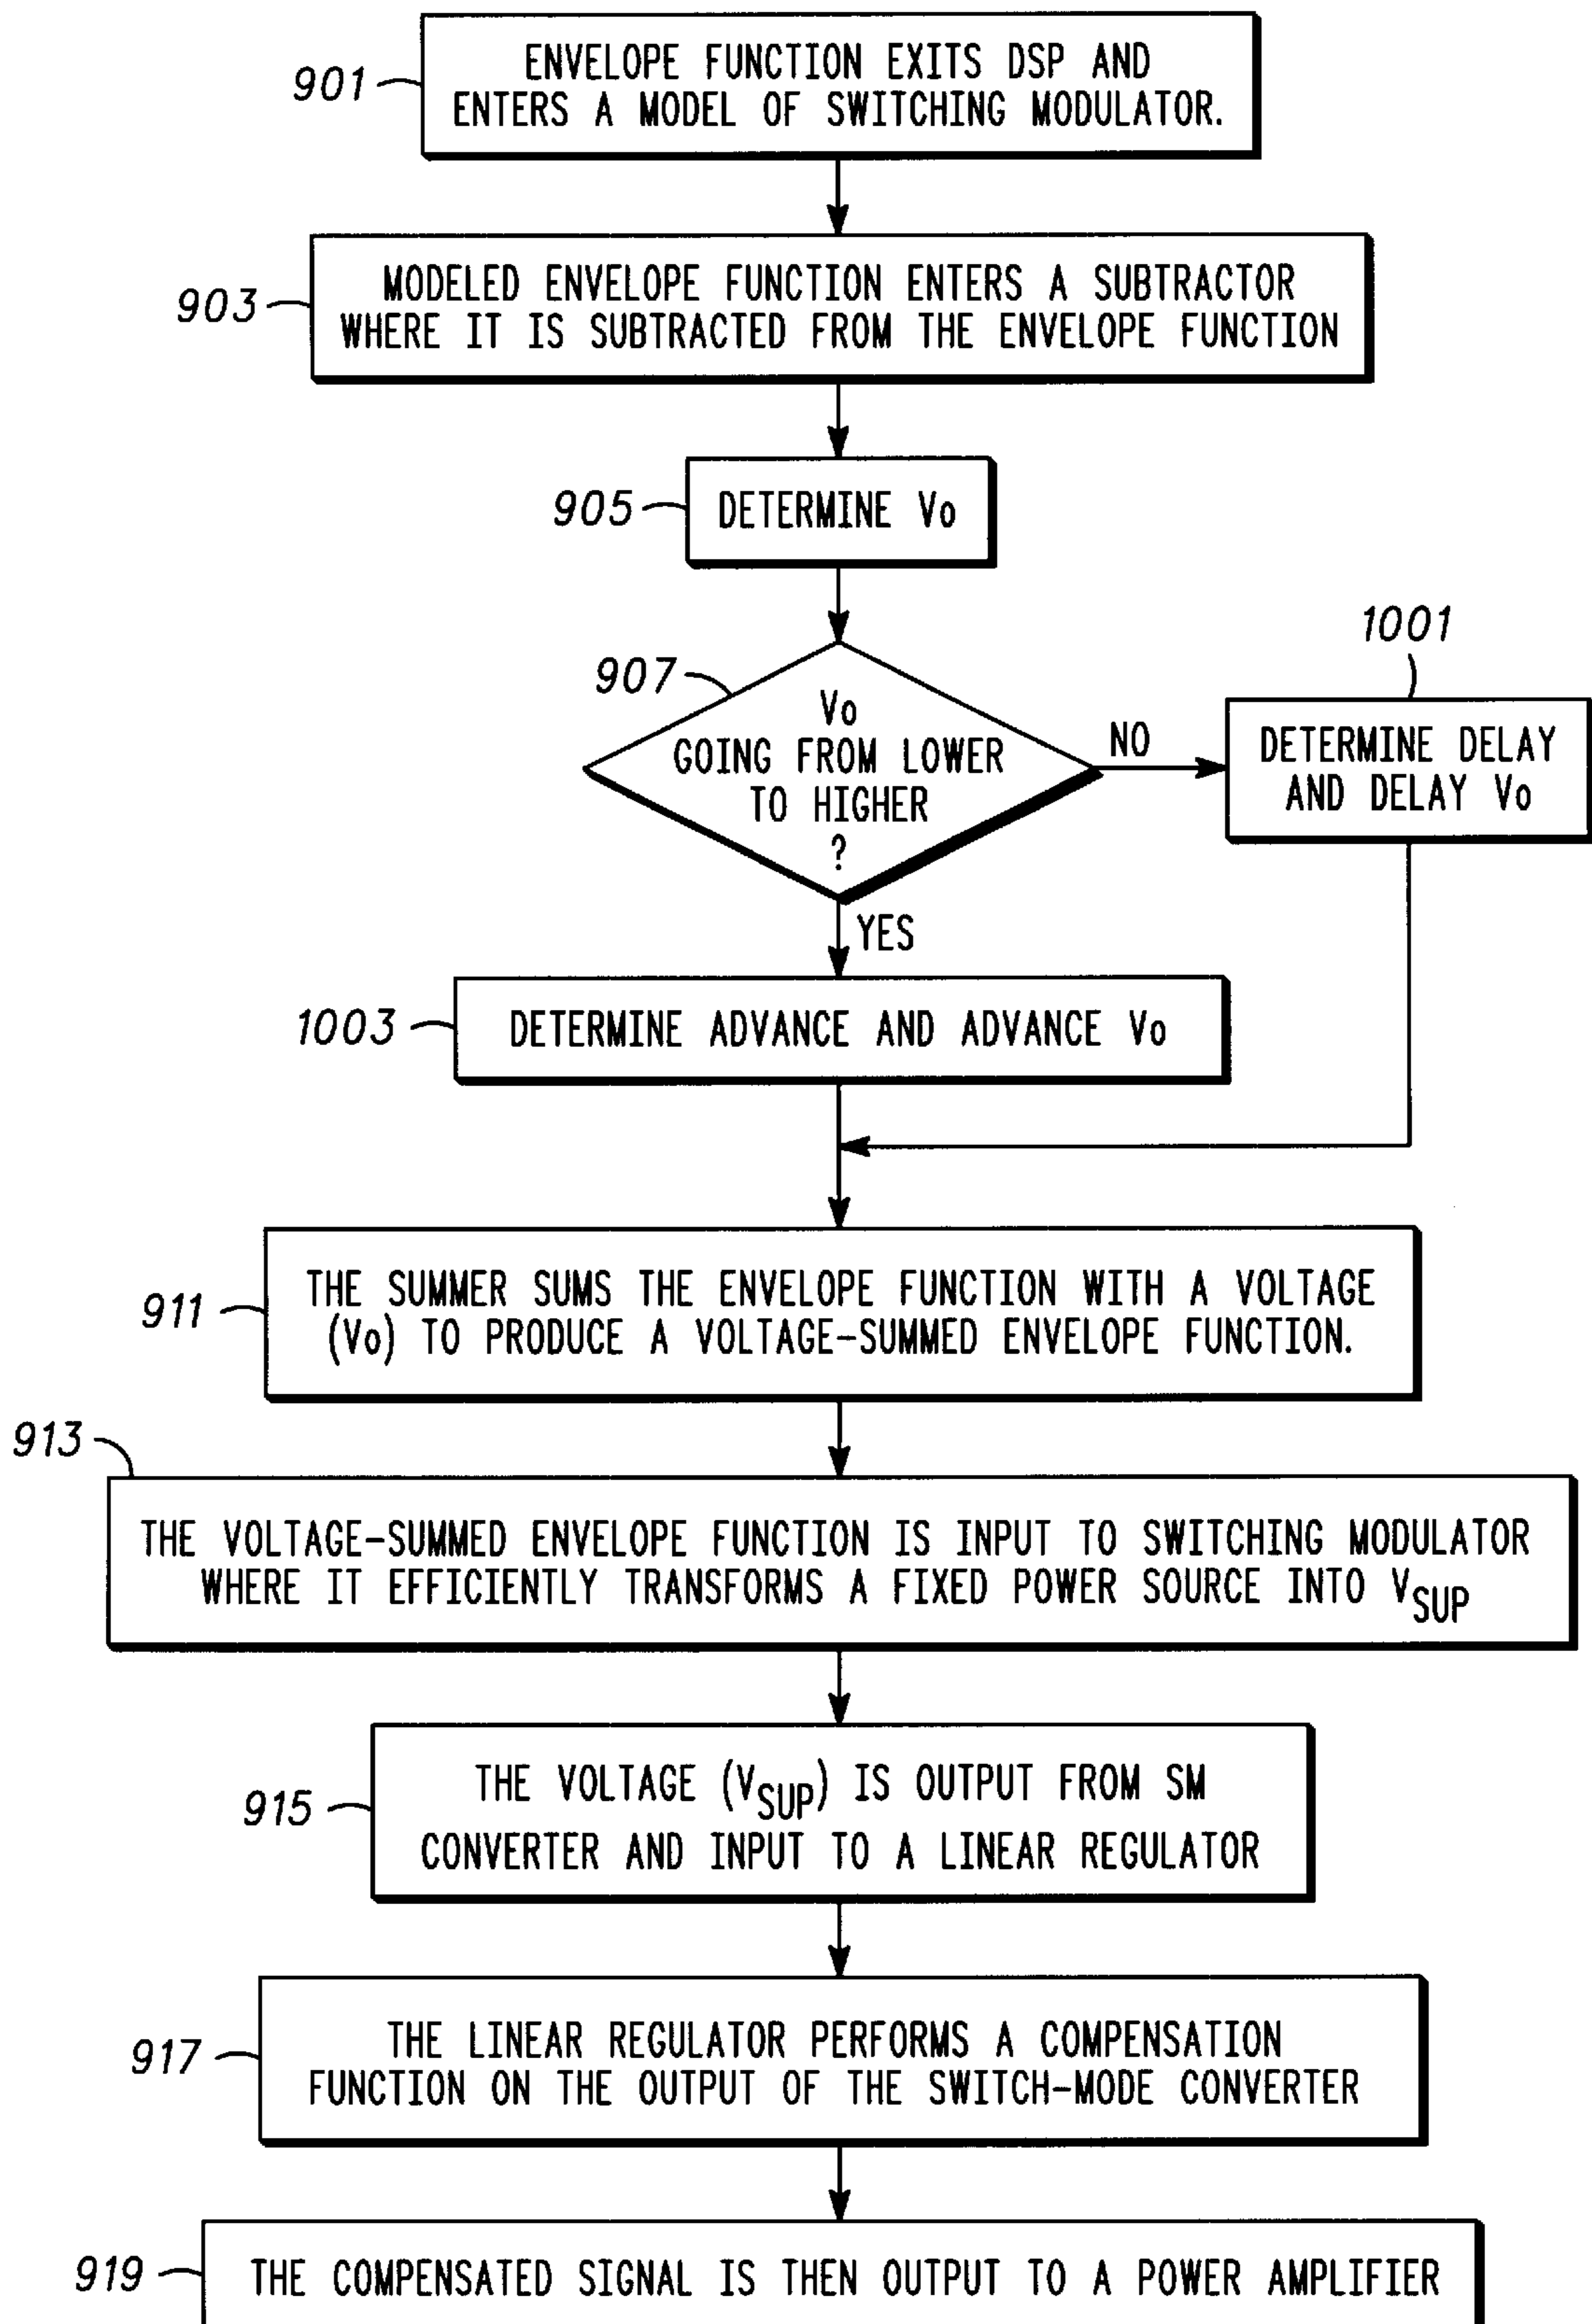 901
ENVELOPE FUNCTION EXITS DSP AND
ENTERS A MODEL OF SWITCHING MODULATOR.
903
MODELED ENVELOPE FUNCTION ENTERS A SUBTRACTOR
WHERE IT IS SUBTRACTED FROM THE ENVELOPE FUNCTION
905
DETERMINE Vo
907
Vo
GOING FROM LOWER
TO HIGHER
?
NO
1001
DETERMINE DELAY
AND DELAY Vo
YES
1003
DETERMINE ADVANCE AND ADVANCE Vo
911
THE SUMMER SUMS THE ENVELOPE FUNCTION WITH A VOLTAGE
(Vo) TO PRODUCE A VOLTAGE-SUMMED ENVELOPE FUNCTION.
913
THE VOLTAGE-SUMMED ENVELOPE FUNCTION IS INPUT TO SWITCHING MODULATOR
WHERE IT EFFICIENTLY TRANSFORMS A FIXED POWER SOURCE INTO VSUP
915
THE VOLTAGE (VSUP) IS OUTPUT FROM SM
CONVERTER AND INPUT TO A LINEAR REGULATOR
917
THE LINEAR REGULATOR PERFORMS A COMPENSATION
FUNCTION ON THE OUTPUT OF THE SWITCH-MODE CONVERTER
919
THE COMPENSATED SIGNAL IS THEN OUTPUT TO A POWER AMPLIFIER